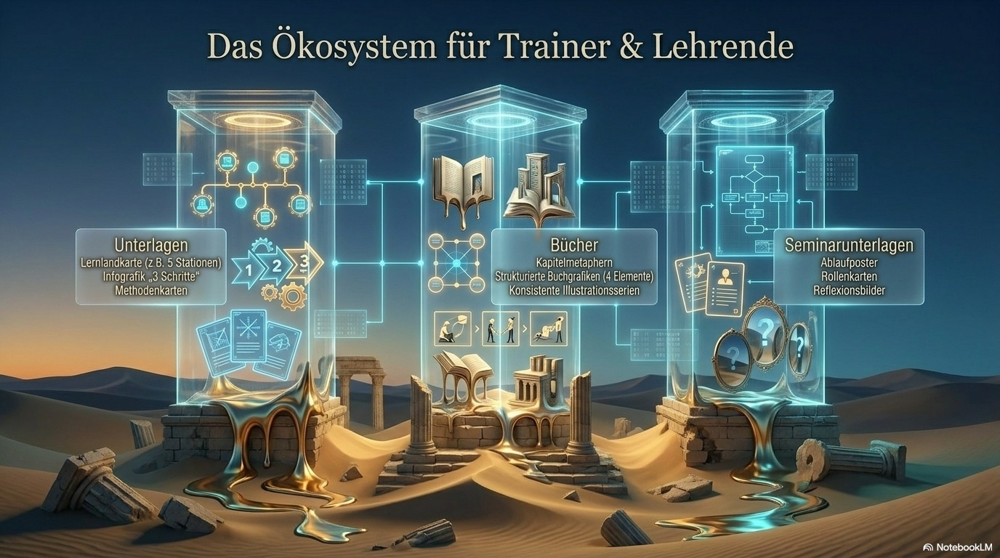 Das Ökosystem für Trainer & Lehrende
Unterlagen
Lernlandkarte (z B. 5 Stationen)
Infografik „3 Schritte“
Methodenkarten
1
2
3
Bücher
Kapitelmetaphern
Strukturierte Buchgrafiken (4 Elemente)
Konsistente Illustrationsserien
Seminarunterlagen
Ablaufposter
Rollenkarten
Reflexionsbilder
?
?
?
NotebookLM